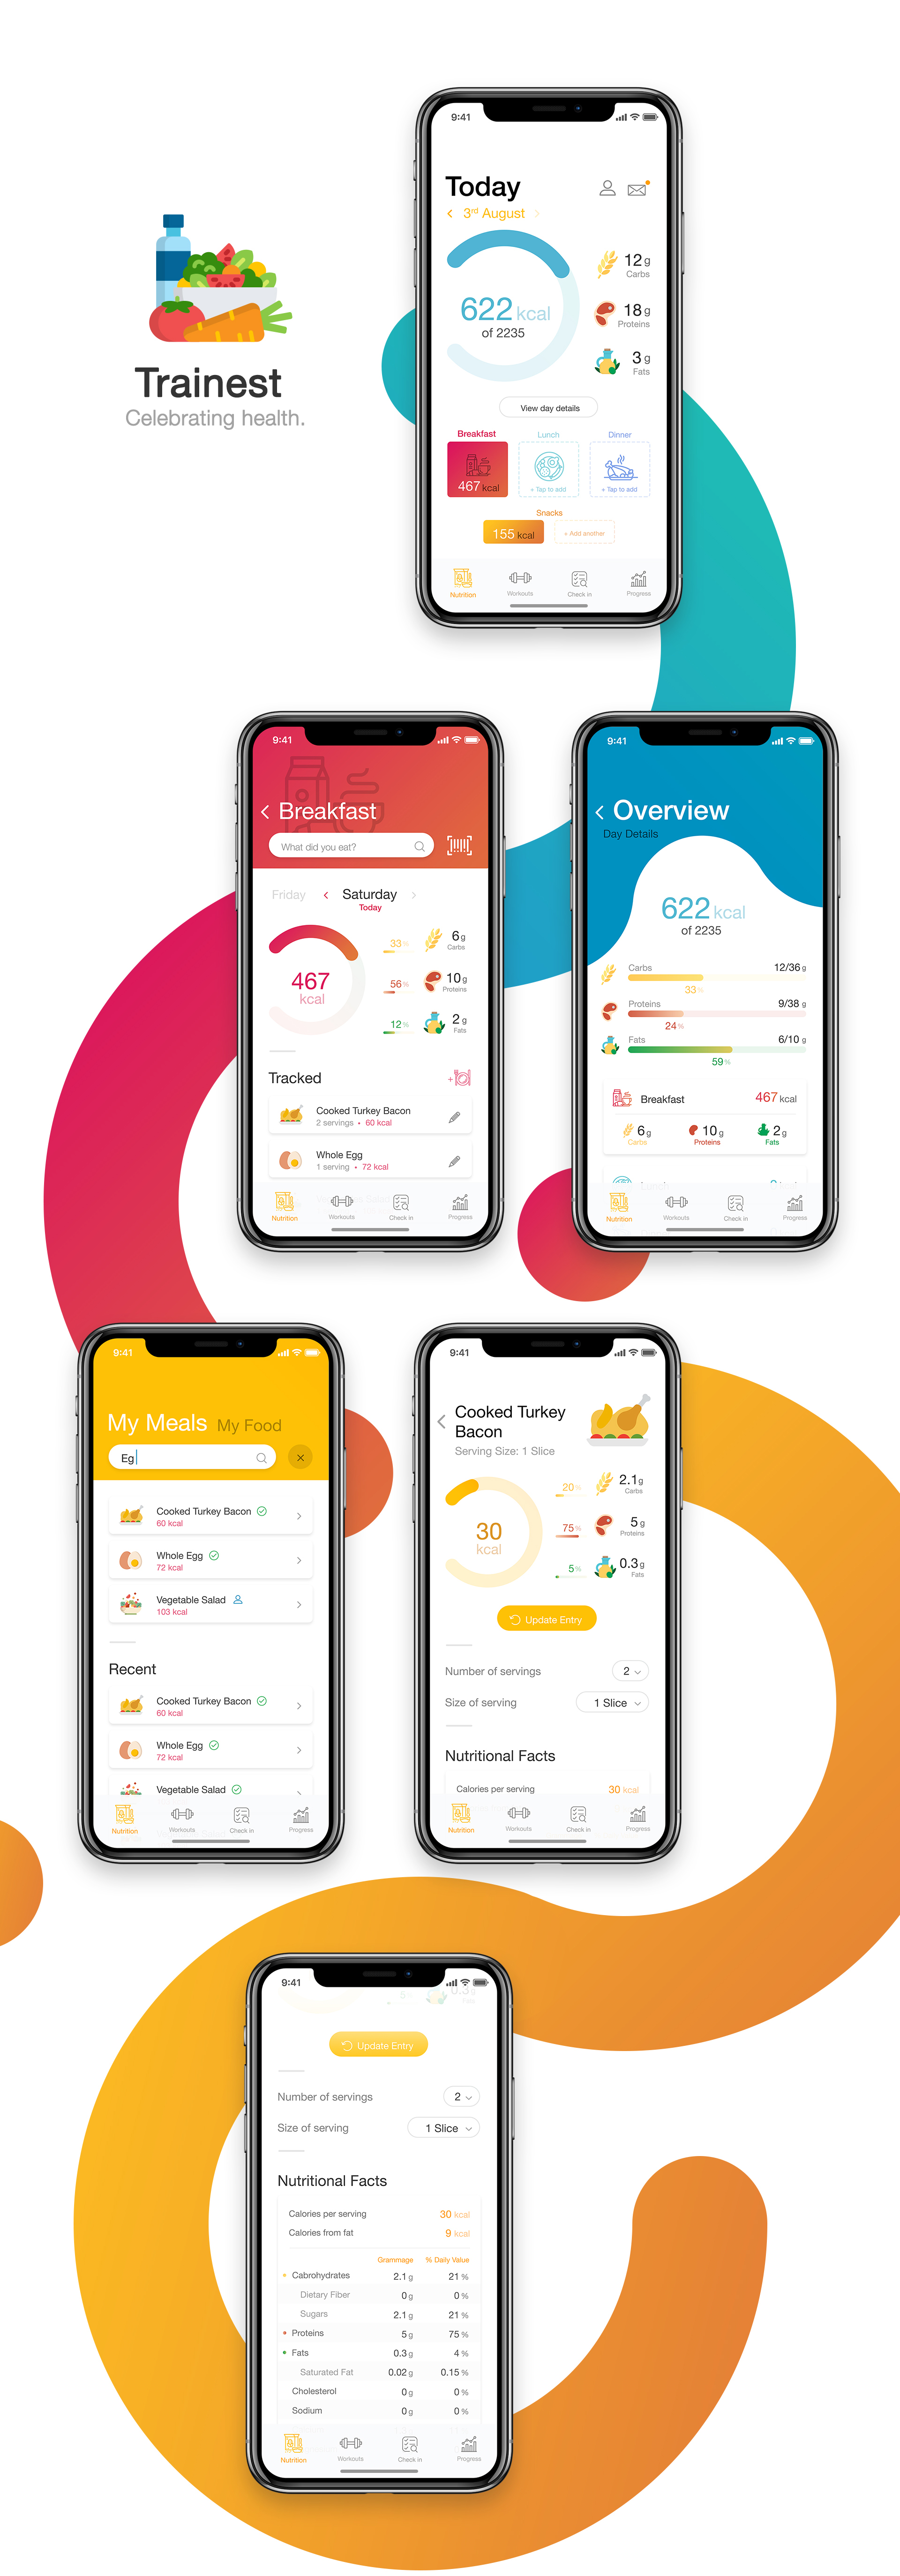 Trainest
Celebrating health.
9:41
Today
3rd August
622 kcal
of 2235
12 g
Carbs
18 g
Proteins
3 g
Fats
View day details
Breakfast
Lunch
Dinner
467 kcal
+ Tap to add
+ Tap to add
Snacks
155 kcal
+ Add another
Nutrition
Workouts
Check in
Progress
9:41
Breakfast
What did you eat?
Friday
Saturday
Today
467
kcal
33%
6 g
Carbs
56%
10 g
Proteins
12%
2 g
Fats
Tracked
Cooked Turkey Bacon
2 servings • 60 kcal
Whole Egg
1 serving • 72 kcal
Nutrition
Workouts
Check in
Progress
9:41
Overview
Day Details
622 kcal
of 2235
Carbs
12/36 g
33%
Proteins
9/38 g
24%
Fats
6/10 g
59%
Breakfast
467 kcal
6 g
Carbs
10 g
Proteins
2 g
Fats
Nutrition
Workouts
Check in
Progress
9:41
My Meals My Food
Eg
Cooked Turkey Bacon
60 kcal
Whole Egg
72 kcal
Vegetable Salad
103 kcal
Recent
Cooked Turkey Bacon
60 kcal
Whole Egg
72 kcal
Vegetable Salad
Nutrition
Workouts
Check in
Progress
9:41
Cooked Turkey
Bacon
Serving Size: 1 Slice
30
kcal
20%
2.1 g
Carbs
75%
5 g
Proteins
5%
0.3 g
Fats
Update Entry
Number of servings
2
Size of serving
1 Slice
Nutritional Facts
Calories per serving
30 kcal
Nutrition
Workouts
Check in
Progress
9:41
5%
0.3 g
Fats
Update Entry
Number of servings
2
Size of serving
1 Slice
Nutritional Facts
Calories per serving
30 kcal
Calories from fat
9 kcal
Grammage
% Daily Value
Cabrohydrates
2.1 g
21 %
Dietary Fiber
0 g
0 %
Sugars
2.1 g
21 %
Proteins
5 g
75 %
Fats
0.3 g
4 %
Saturated Fat
0.02 g
0.15 %
Cholesterol
0 g
0 %
Sodium
0 g
0 %
Nutrition
Workouts
Check in
Progress